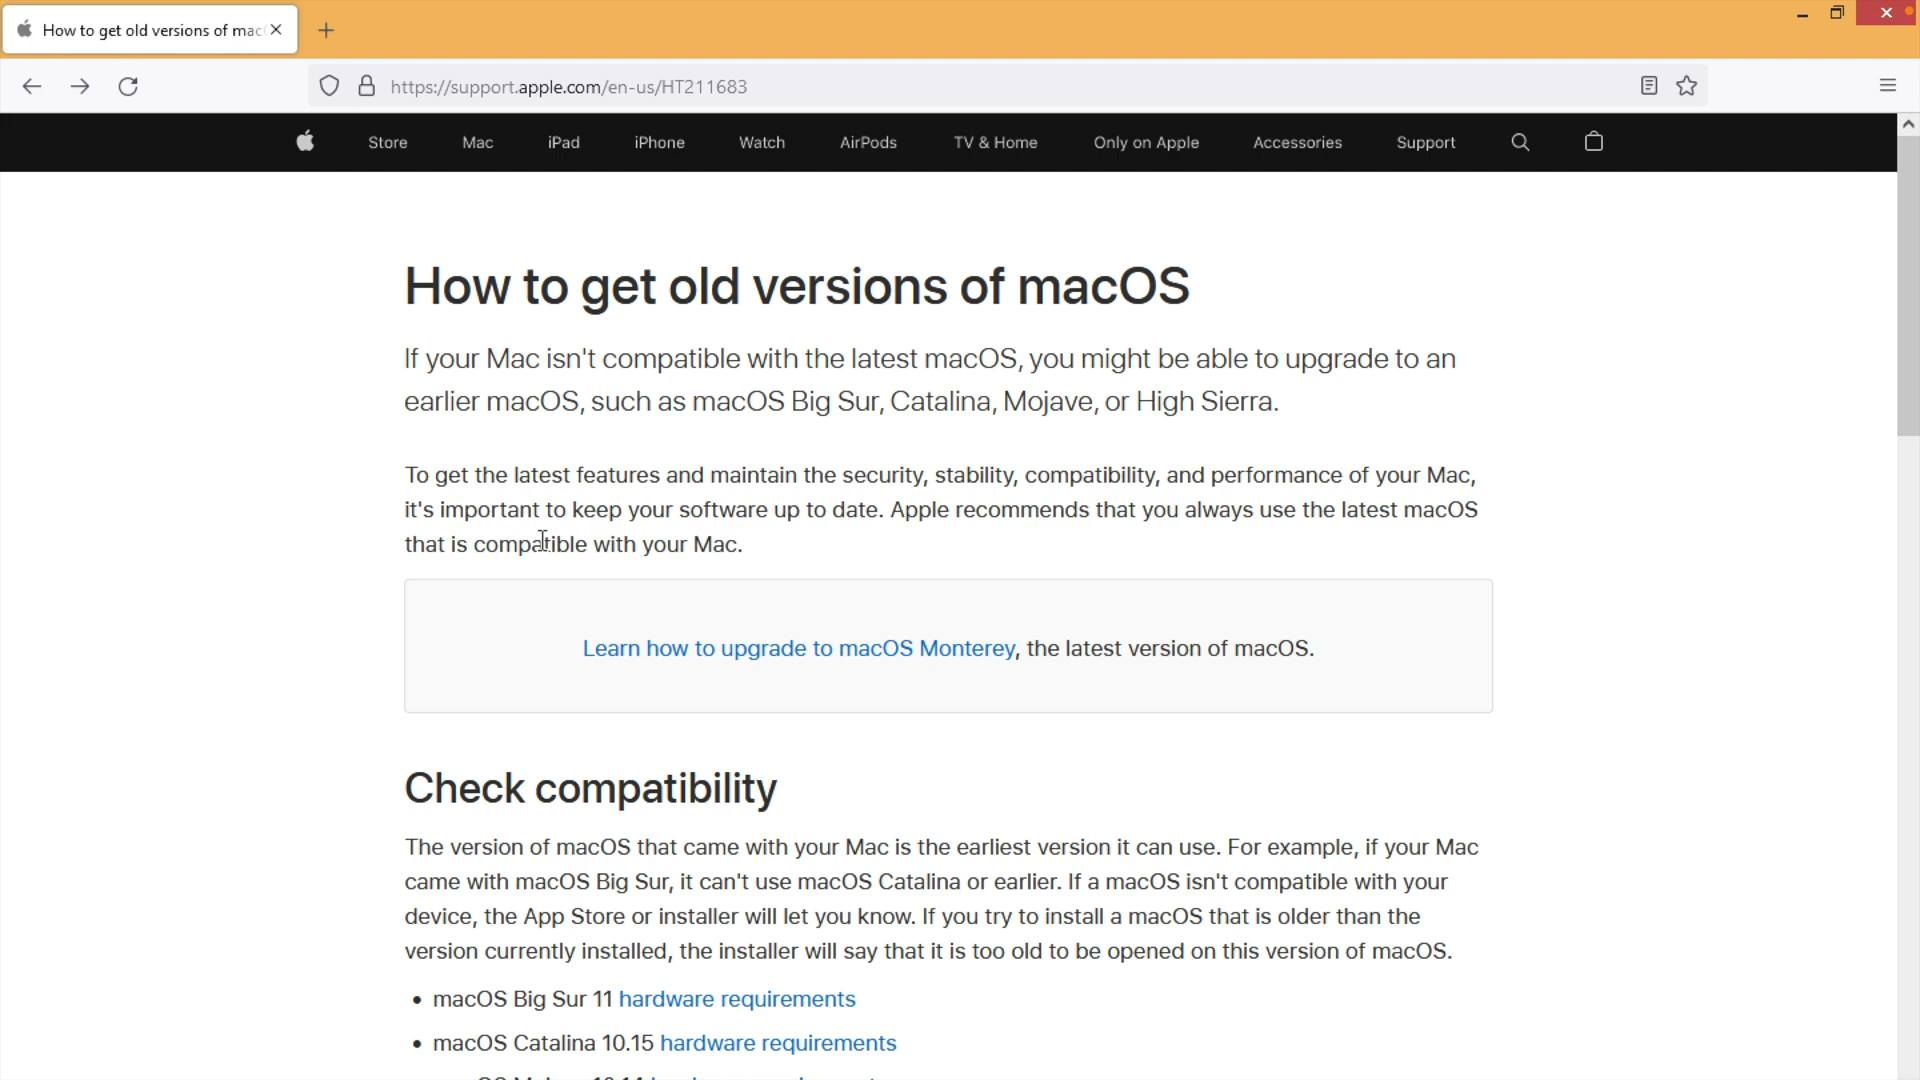 How to get old versions of mac
https://support.apple.com/en-us/HT211683
Store Mac iPad iPhone Watch AirPods TV & Home Only on Apple Accessories Support
How to get old versions of macOS
If your Mac isn't compatible with the latest macOS, you might be able to upgrade to an
earlier macOS, such as macOS Big Sur, Catalina, Mojave, or High Sierra.
To get the latest features and maintain the security, stability, compatibility, and performance of your Mac,
it's important to keep your software up to date. Apple recommends that you always use the latest macOS
that is compatible with your Mac.
Learn how to upgrade to macOS Monterey, the latest version of macOS.
Check compatibility
The version of macOS that came with your Mac is the earliest version it can use. For example, if your Mac
came with macOS Big Sur, it can't use macOS Catalina or earlier. If a macOS isn't compatible with your
device, the App Store or installer will let you know. If you try to install a macOS that is older than the
version currently installed, the installer will say that it is too old to be opened on this version of macOS.
• macOS Big Sur 11 hardware requirements
• macOS Catalina 10.15 hardware requirements